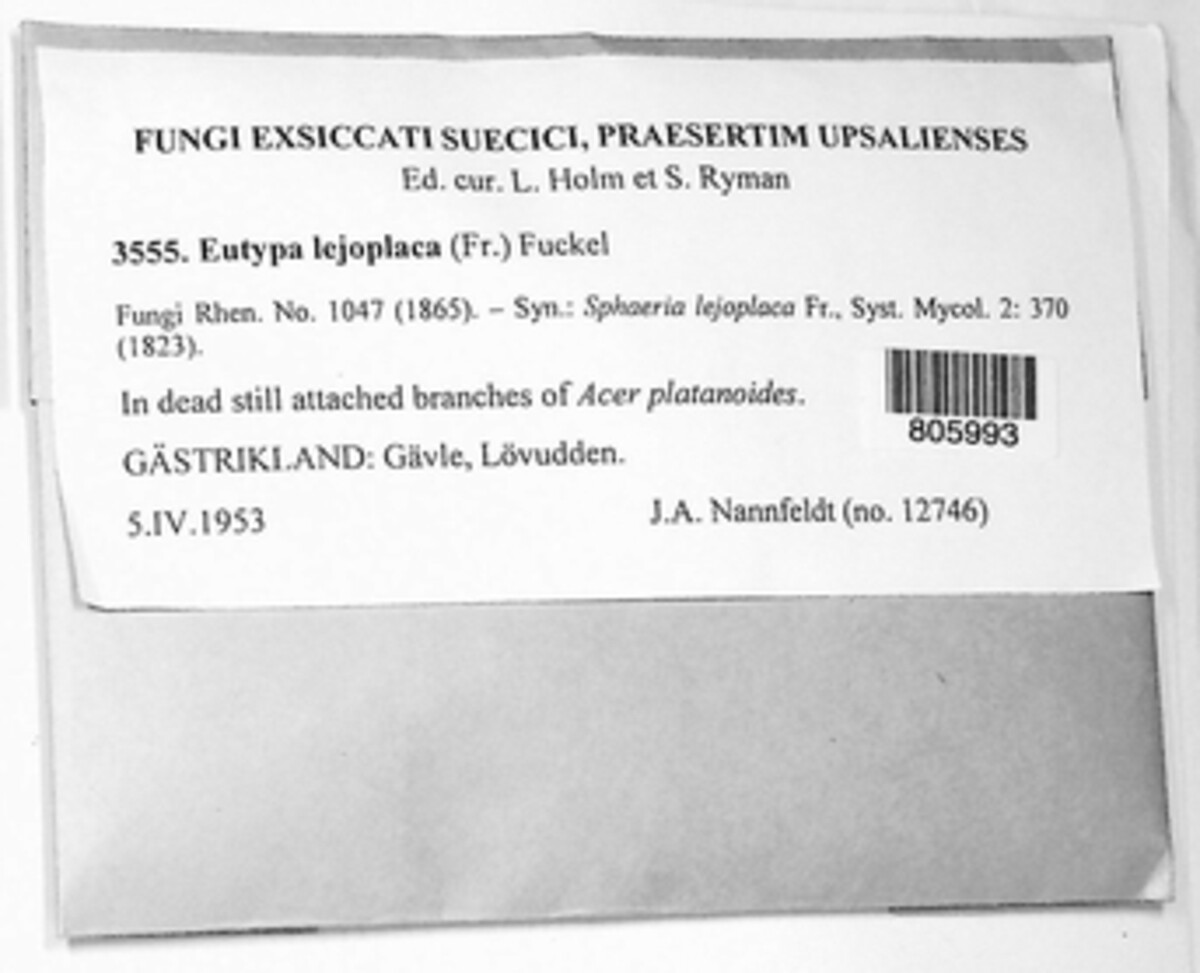 FUNGI EXSICCATI SUECICI, PRAESERTIM UPSALIENSES
Ed. cur. L. Holm et S. Ryman
3555. Eutypa lejoplaca (Fr.) Fuckel
Fungi Rhen. No. 1047 (1865). – Syn.: Sphaeria lejoplaca Fr., Syst. Mycol. 2: 370
(1823).
In dead still attached branches of Acer platanoides.
805993
GÄSTRIKLAND: Gävle, Lövudden.
5.IV.1953 J.A. Nannfeldt (no. 12746)